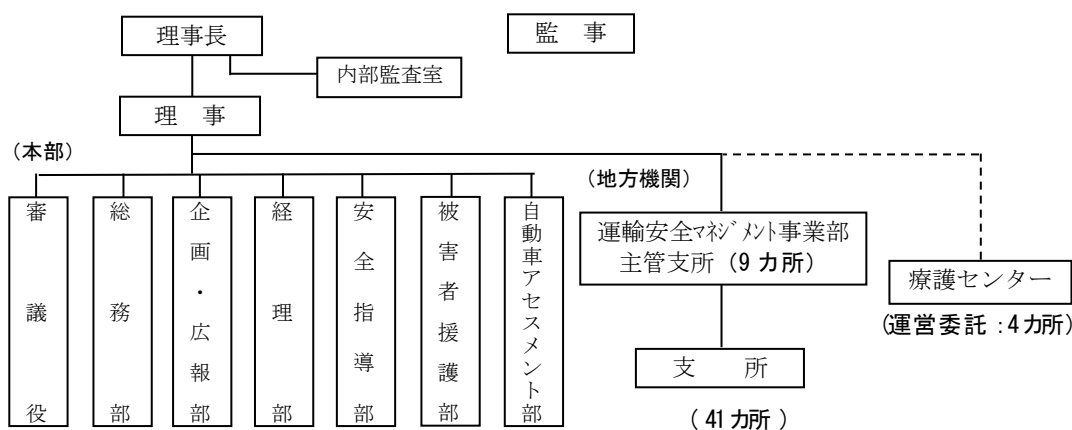 理事長
監　事
内部監査室
理　事
（本部）
（地方機関）
審議役
総務部
企画・広報部
経理部
安全指導部
被害者援護部
自動車アセスメント部
運輸安全マネジメント事業部
主管支所（9カ所）
療護センター
(運営委託：4カ所)
支　　所
（ 41カ所 ）